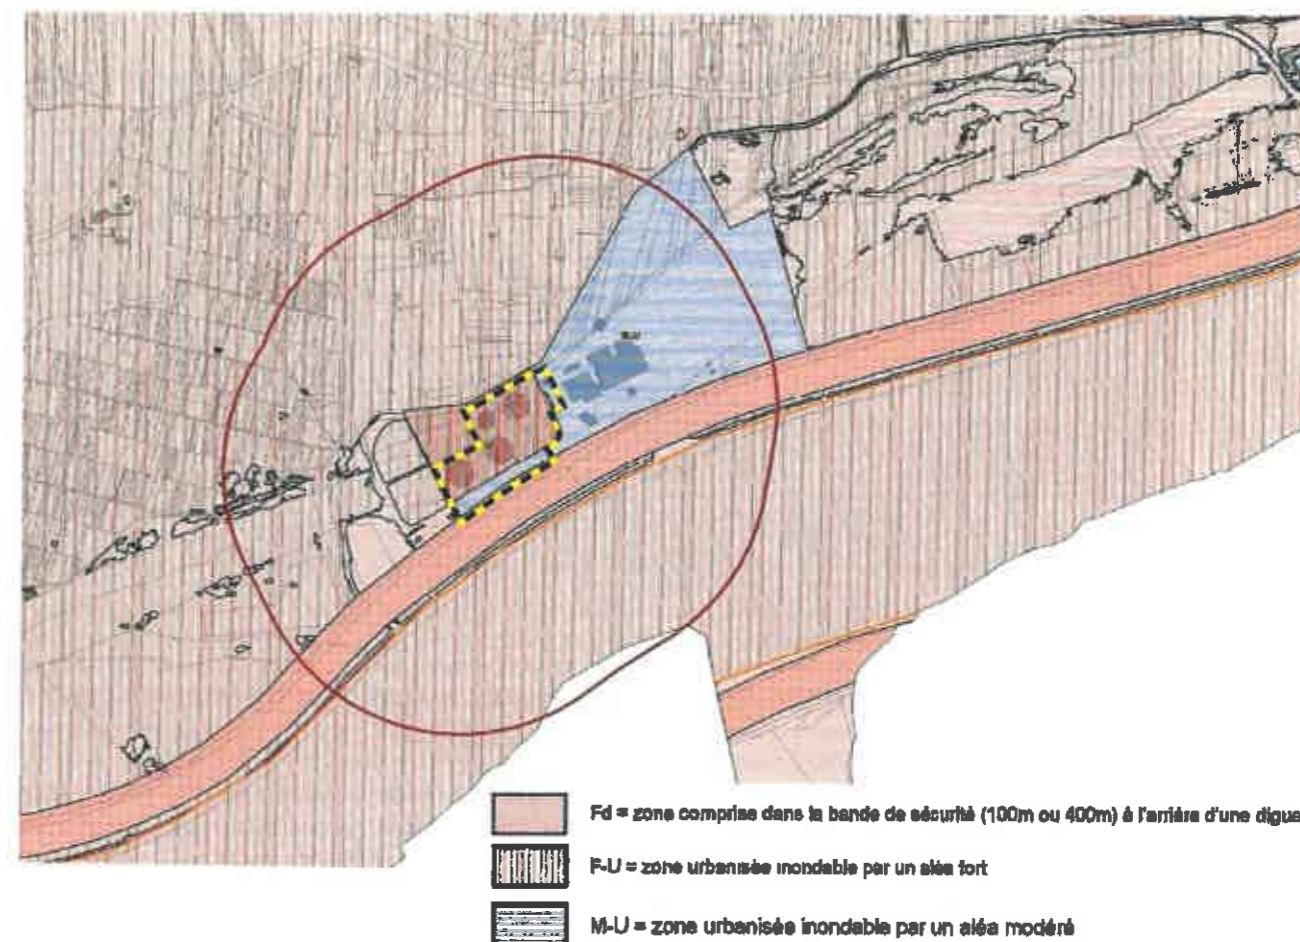 Fd = zone comprise dans la bande de sécurité (100m ou 400m) à l'arrière d'une digue
F-U = zone urbanisée inondable par un aléa fort
M-U = zone urbanisée inondable par un aléa modéré